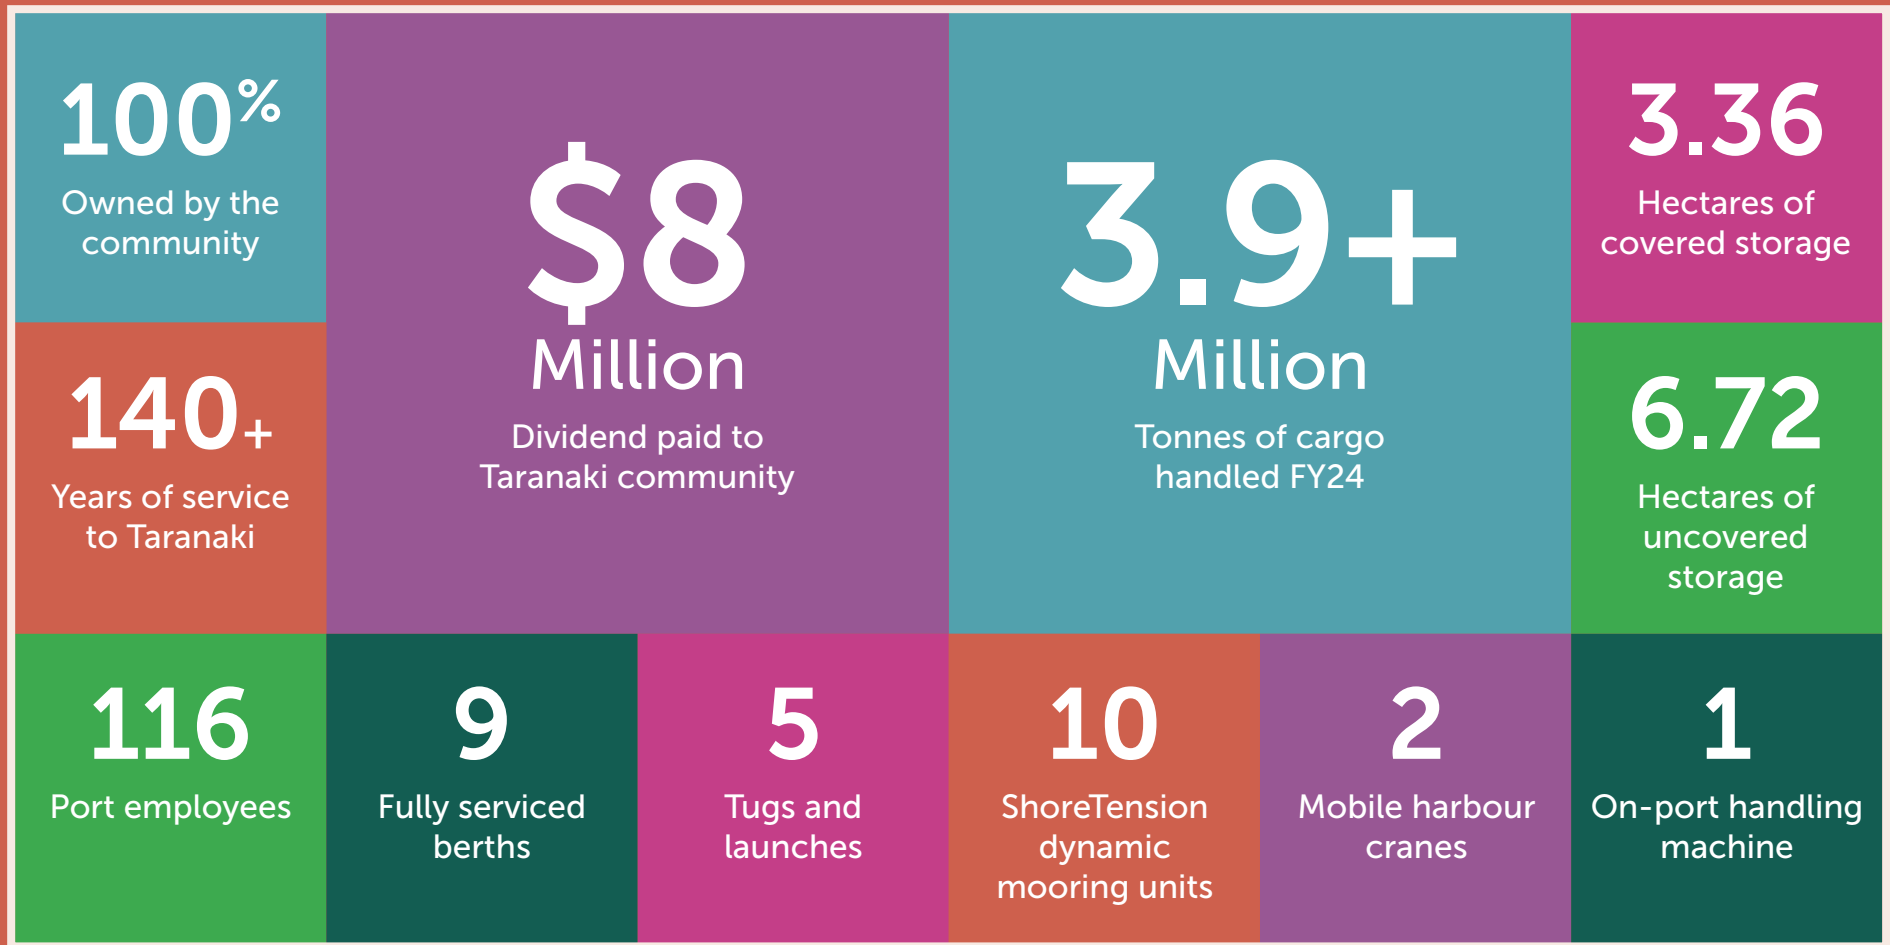 100%
Owned by the
community
$8
Million
Dividend paid to
Taranaki community
3.9+
Million
Tonnes of cargo
handled FY24
3.36
Hectares of
covered storage
140+
Years of service
to Taranaki
6.72
Hectares of
uncovered
storage
116
Port employees
9
Fully serviced
berths
5
Tugs and
launches
10
ShoreTension
dynamic
mooring units
2
Mobile harbour
cranes
1
On-port handling
machine